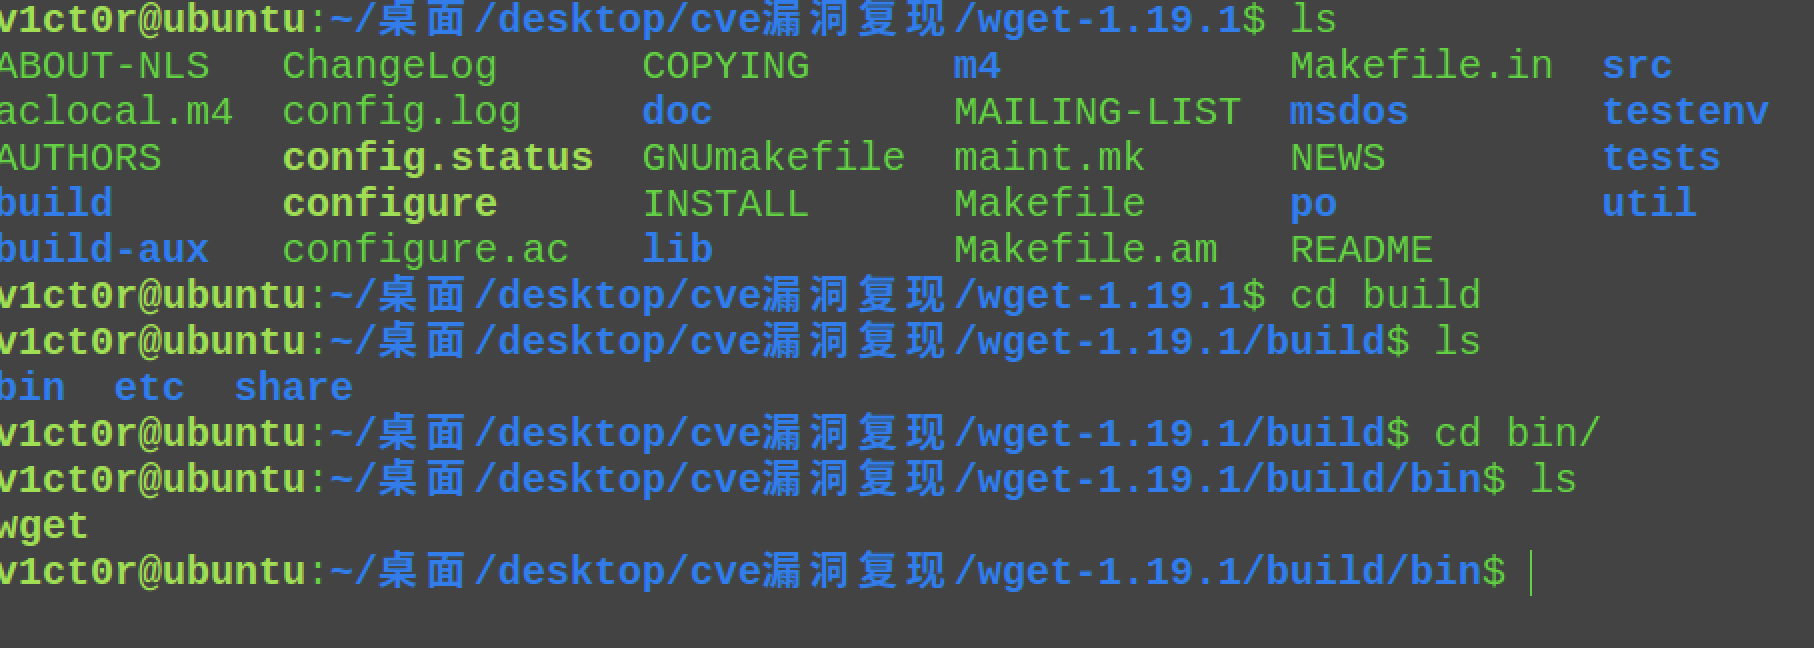 v1ct0r@ubuntu:~/桌面/desktop/cve漏洞复现/wget-1.19.1$ ls
ABOUT-NLS ChangeLog COPYING m4 Makefile.in src
aclocal.m4 config.log doc MAILING-LIST msdos testenv
AUTHORS config.status GNUmakefile maint.mk NEWS tests
build configure INSTALL Makefile po util
build-aux configure.ac lib Makefile.am README
v1ct0r@ubuntu:~/桌面/desktop/cve漏洞复现/wget-1.19.1$ cd build
v1ct0r@ubuntu:~/桌面/desktop/cve漏洞复现/wget-1.19.1/build$ ls
bin etc share
v1ct0r@ubuntu:~/桌面/desktop/cve漏洞复现/wget-1.19.1/build$ cd bin/
v1ct0r@ubuntu:~/桌面/desktop/cve漏洞复现/wget-1.19.1/build/bin$ ls
wget
v1ct0r@ubuntu:~/桌面/desktop/cve漏洞复现/wget-1.19.1/build/bin$